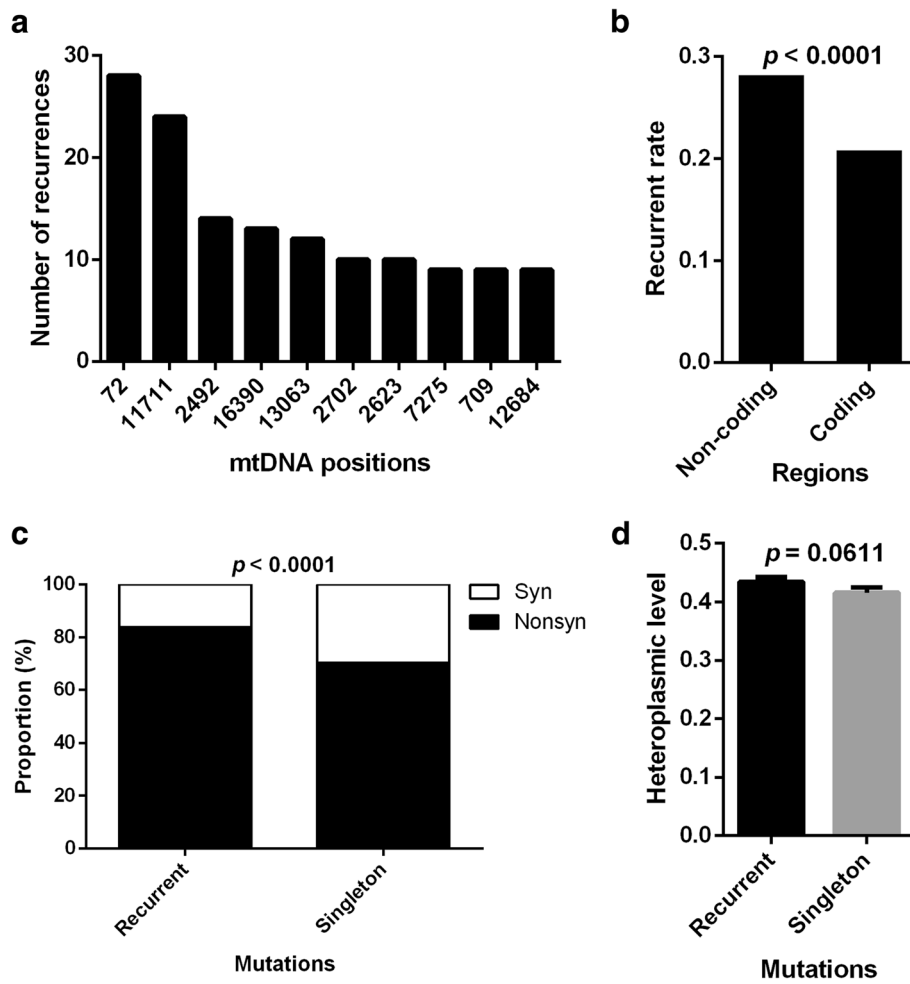 a
30
20
10
0
Number of recurrences
72
11711
2492
16390
13063
2702
2623
7275
709
12684
mtDNA positions
b
p < 0.0001
0.3
0.2
0.1
0.0
Recurrent rate
Non-coding
Coding
Regions
c
p < 0.0001
100
80
60
40
20
0
Proportion (%)
Syn
Nonsyn
Recurrent
Singleton
Mutations
d
p = 0.0611
0.5
0.4
0.3
0.2
0.1
0.0
Heteroplasmic level
Recurrent
Singleton
Mutations